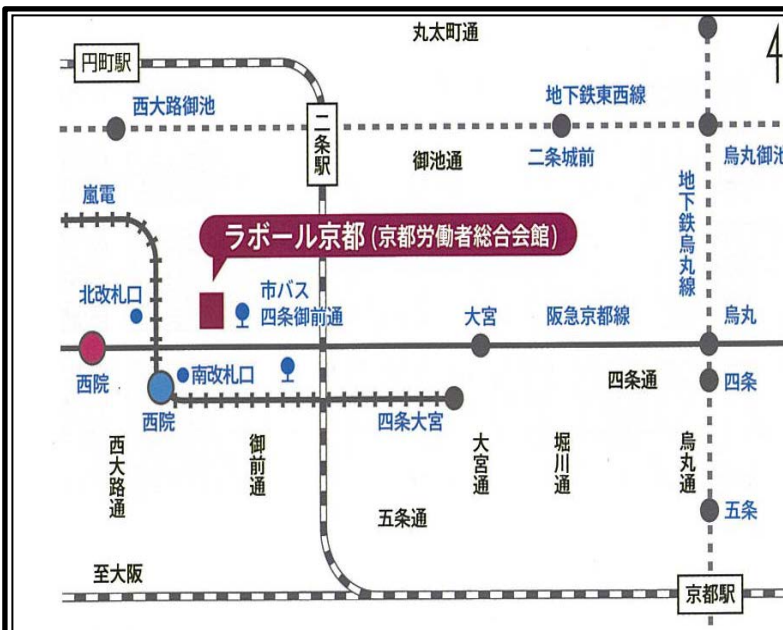 丸太町通
円町駅
西大路御池
地下鉄東西線
二条駅
御池通
二条城前
烏丸御池
嵐電
地下鉄烏丸線
ラボール京都 (京都労働者総合会館)
北改札口
市バス
四条御前通
大宮
阪急京都線
烏丸
西院
南改札口
四条通
四条
西院
四条大宮
西大路通
御前通
大宮通
堀川通
烏丸通
五条通
五条
至大阪
京都駅